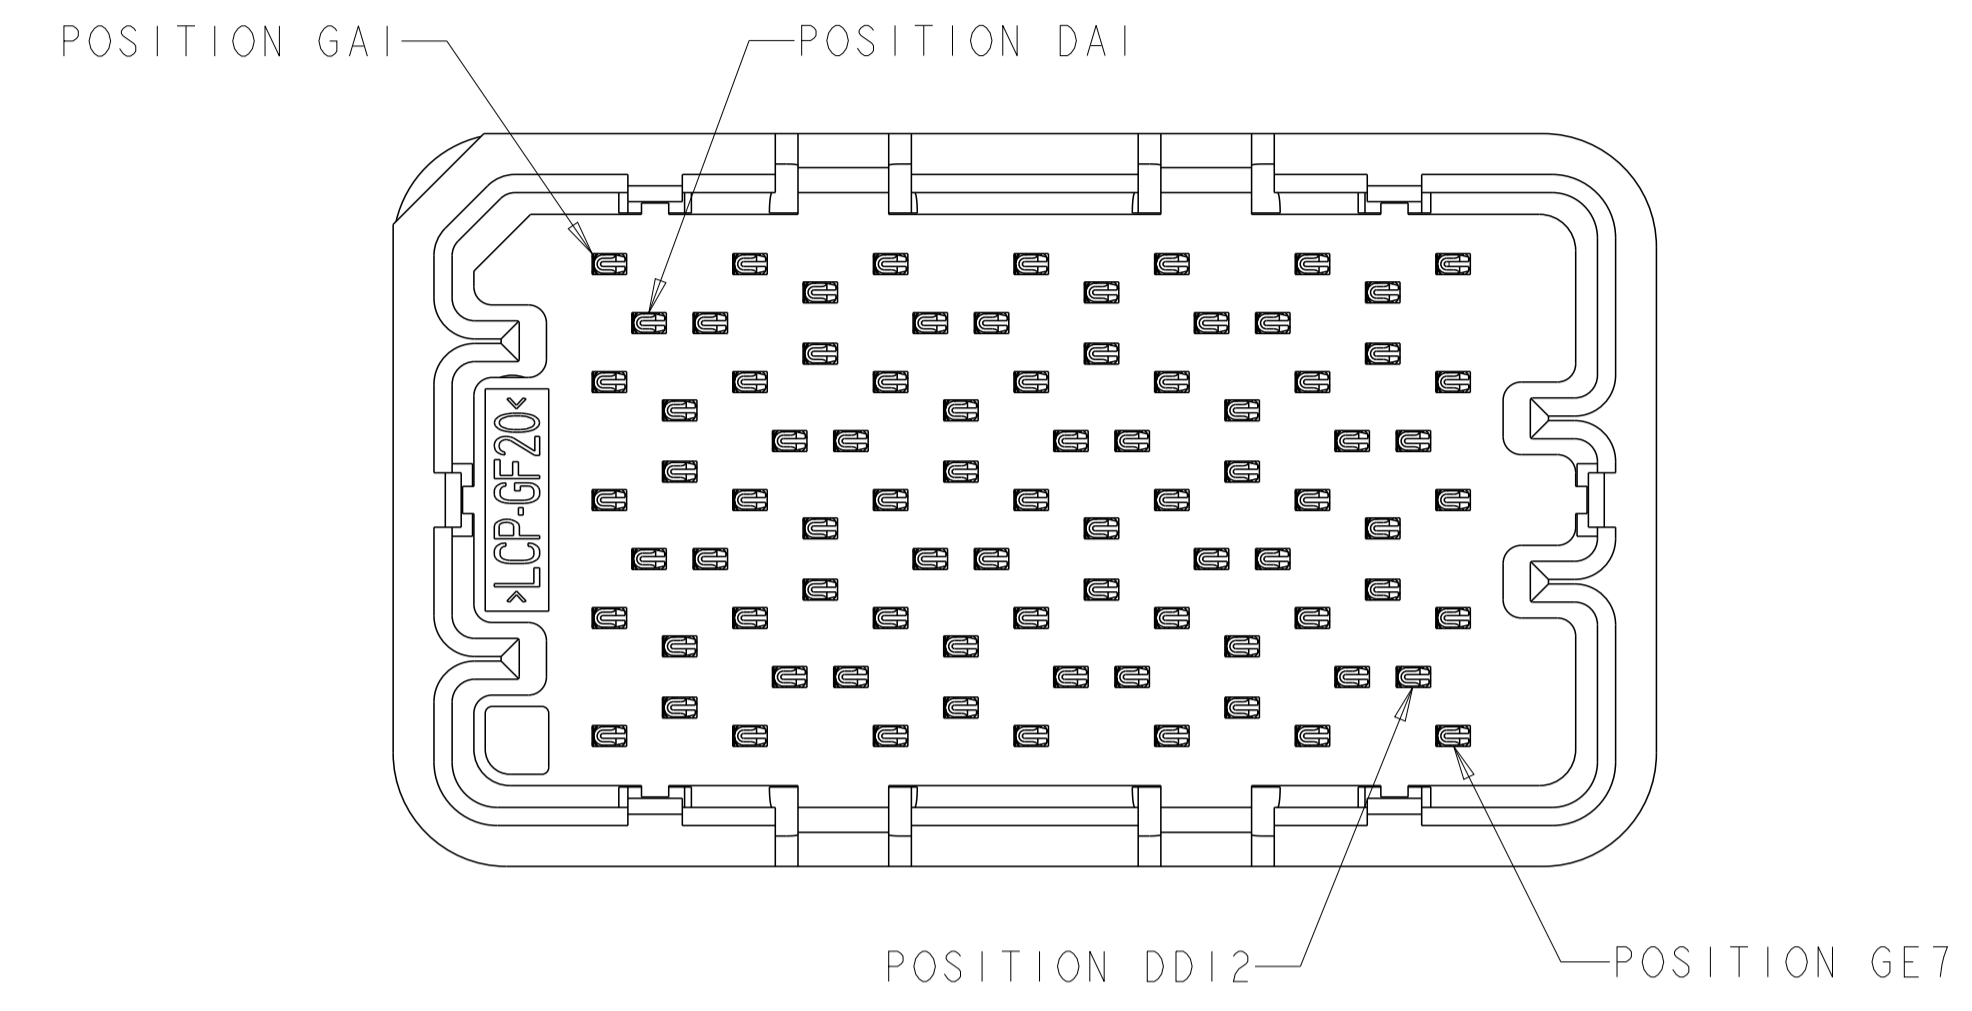 POSITION GA1
POSITION DA1
>LCP-GF20<
POSITION DD12
POSITION GE7